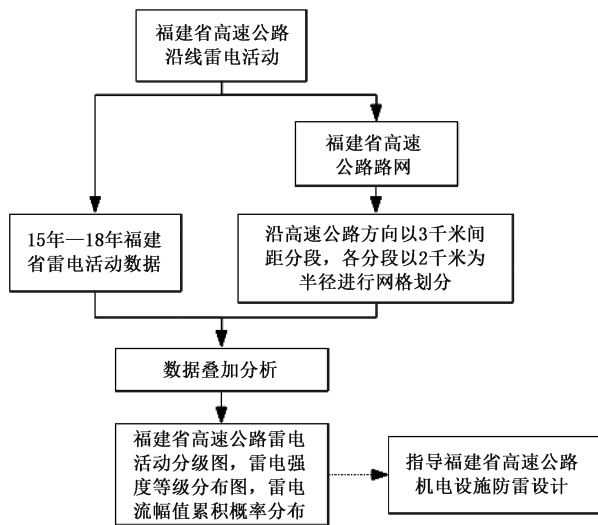 福建省高速公路
沿线雷电活动
福建省高速
公路路网
15年—18年福建
省雷电活动数据
沿高速公路方向以3千米间
距分段，各分段以2千米为
半径进行网格划分
数据叠加分析
福建省高速公路雷电
活动分级图，雷电强
度等级分布图，雷电
流幅值累积概率分布
指导福建省高速公路
机电设施防雷设计